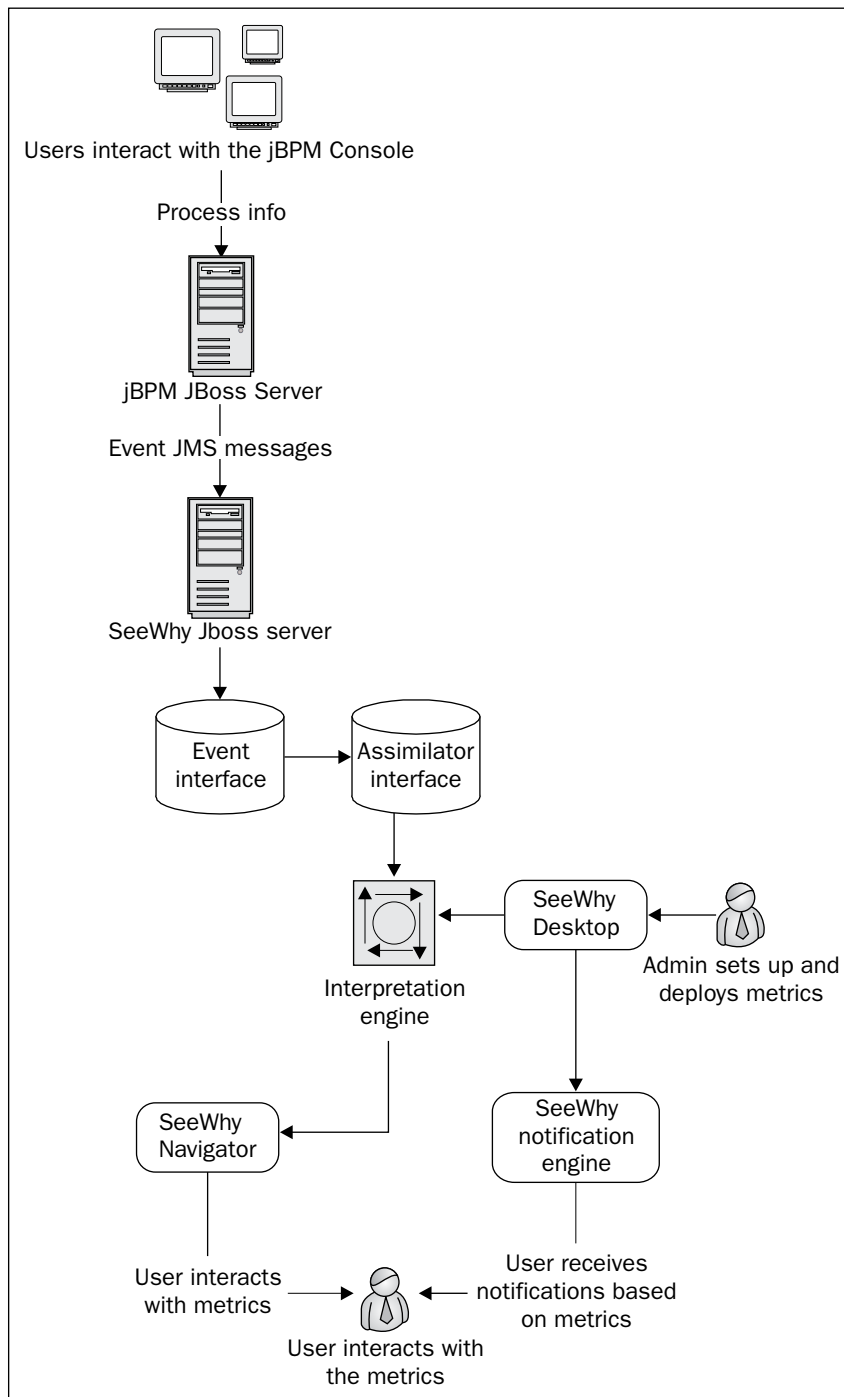 Users interact with the jBPM Console
Process info
jBPM JBoss Server
Event JMS messages
SeeWhy Jboss server
Event
interface
Assimilator
interface
Interpretation
engine
SeeWhy
Desktop
Admin sets up and
deploys metrics
SeeWhy
Navigator
SeeWhy
notification
engine
User interacts
with metrics
User receives
notifications based
on metrics
User interacts with
the metrics